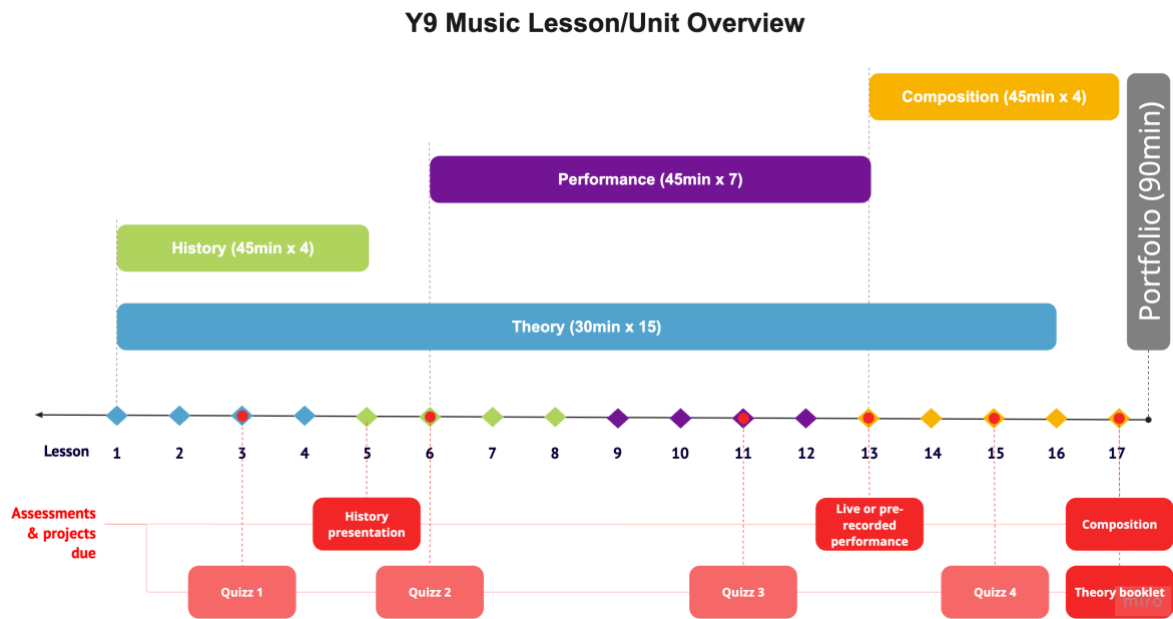 Y9 Music Lesson/Unit Overview
Composition (45min x 4)
Portfolio (90min)
Performance (45min x 7)
History (45min x 4)
Theory (30min x 15)
Lesson 1 2 3 4 5 6 7 8 9 10 11 12 13 14 15 16 17
Assessments
& projects
due
History
presentation
Live or pre-
recorded
performance
Composition
Quizz 1
Quizz 2
Quizz 3
Quizz 4
Theory booklet
miro